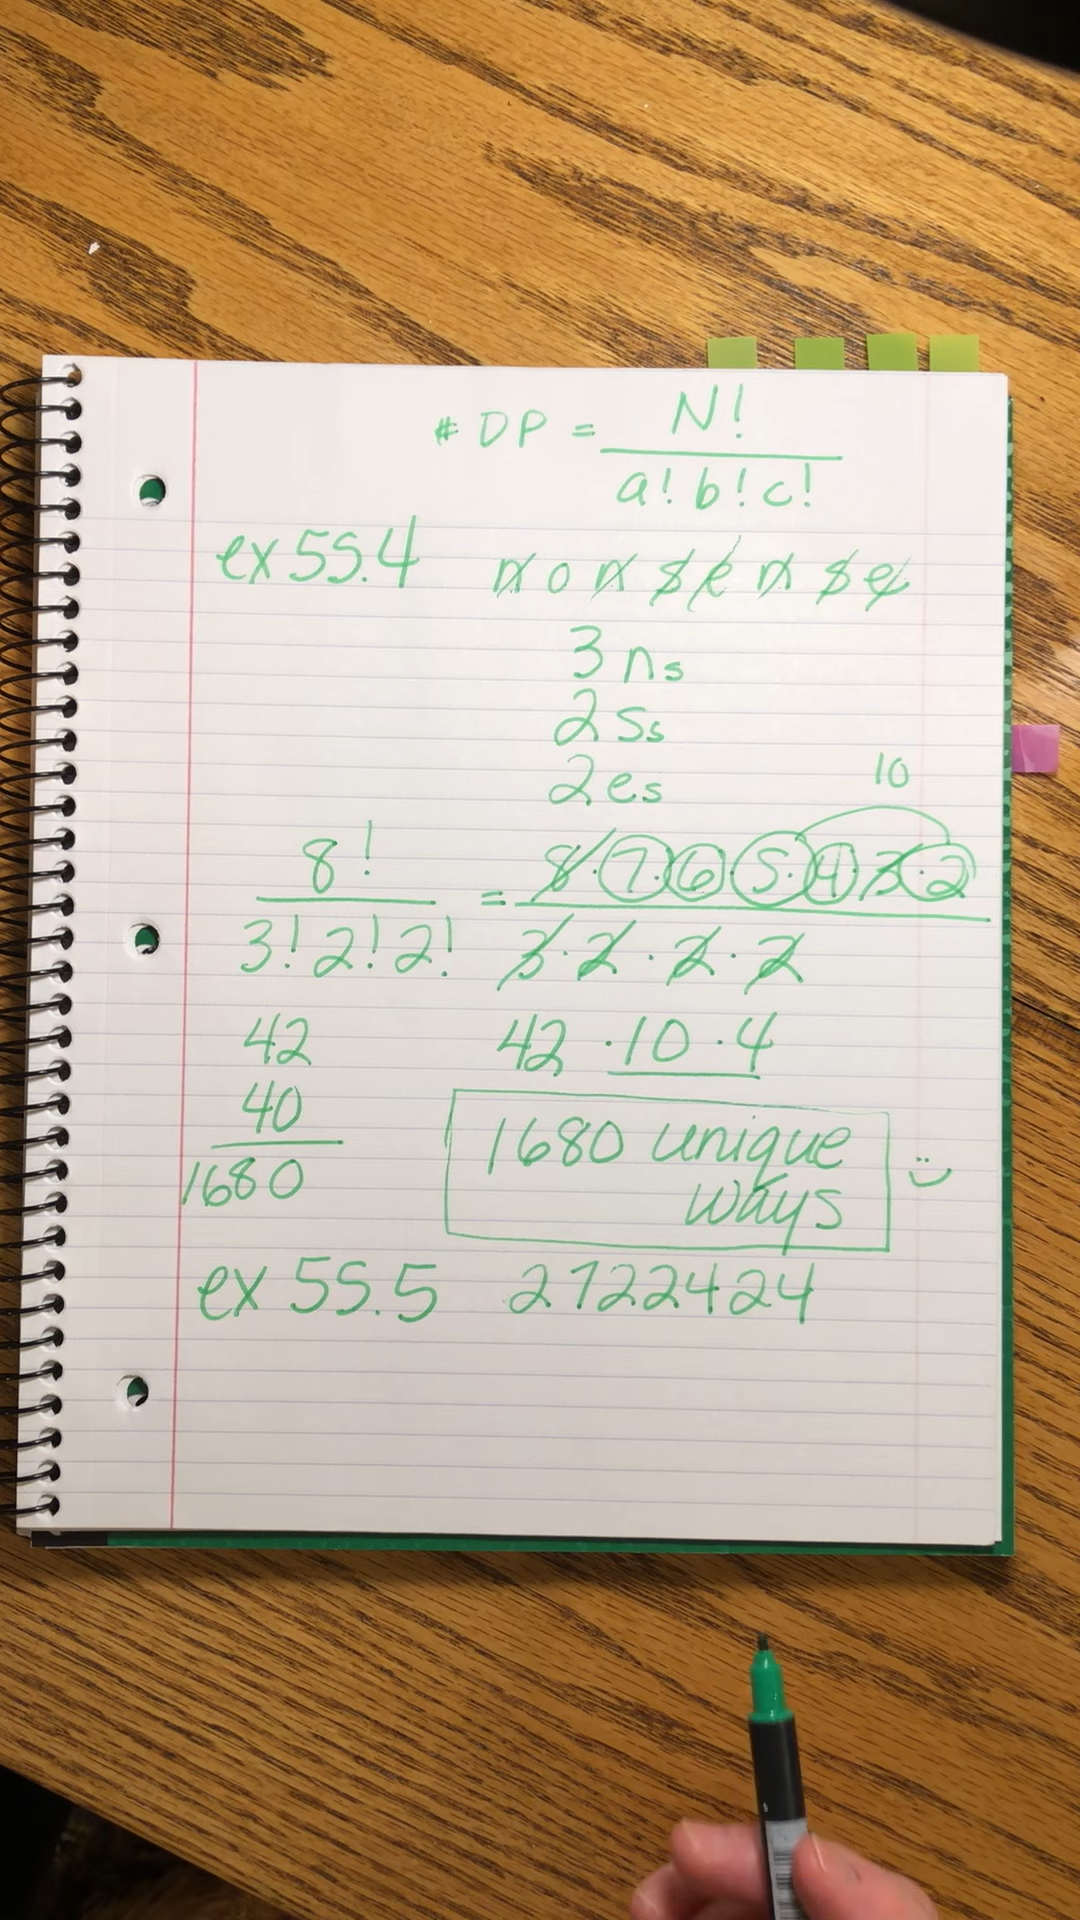 # DP = N! / a! b! c!
ex 55.4 n o n s e n s e
3 ns
2 ss
2 es
10
8! / 3! 2! 2! = 8·7·6·5·4·3·2 / 3·2·2·2
42 42 · 10 · 4
40
1680
1680 unique
ways
ex 55.5 2722424